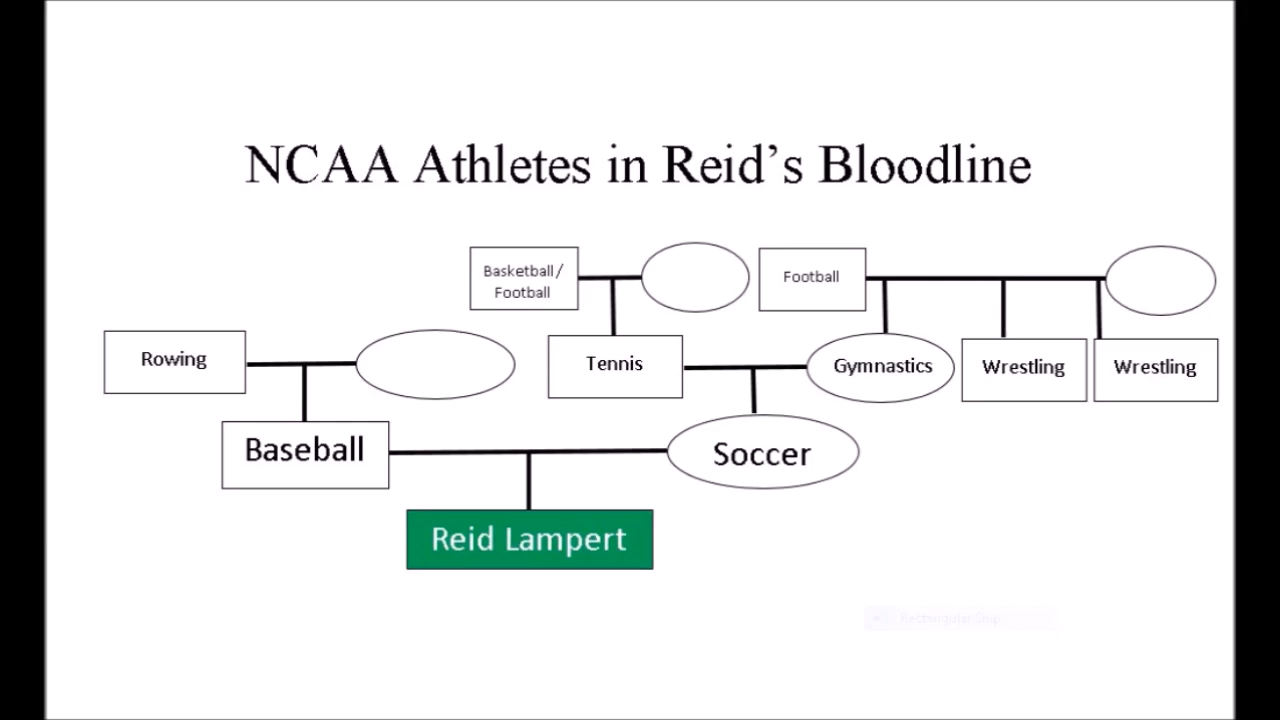 NCAA Athletes in Reid's Bloodline
Basketball/
Football
Football
Rowing
Tennis
Gymnastics
Wrestling
Wrestling
Baseball
Soccer
Reid Lampert